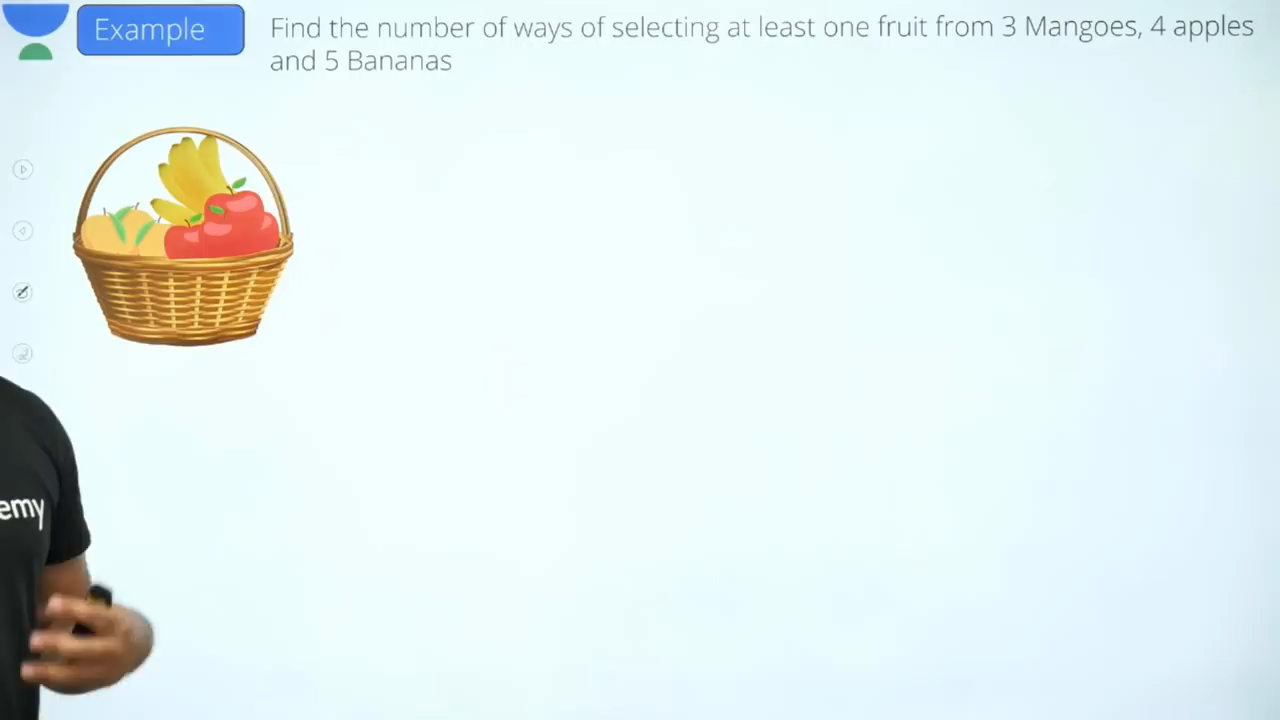 Example
Find the number of ways of selecting at least one fruit from 3 Mangoes, 4 apples
and 5 Bananas
emy